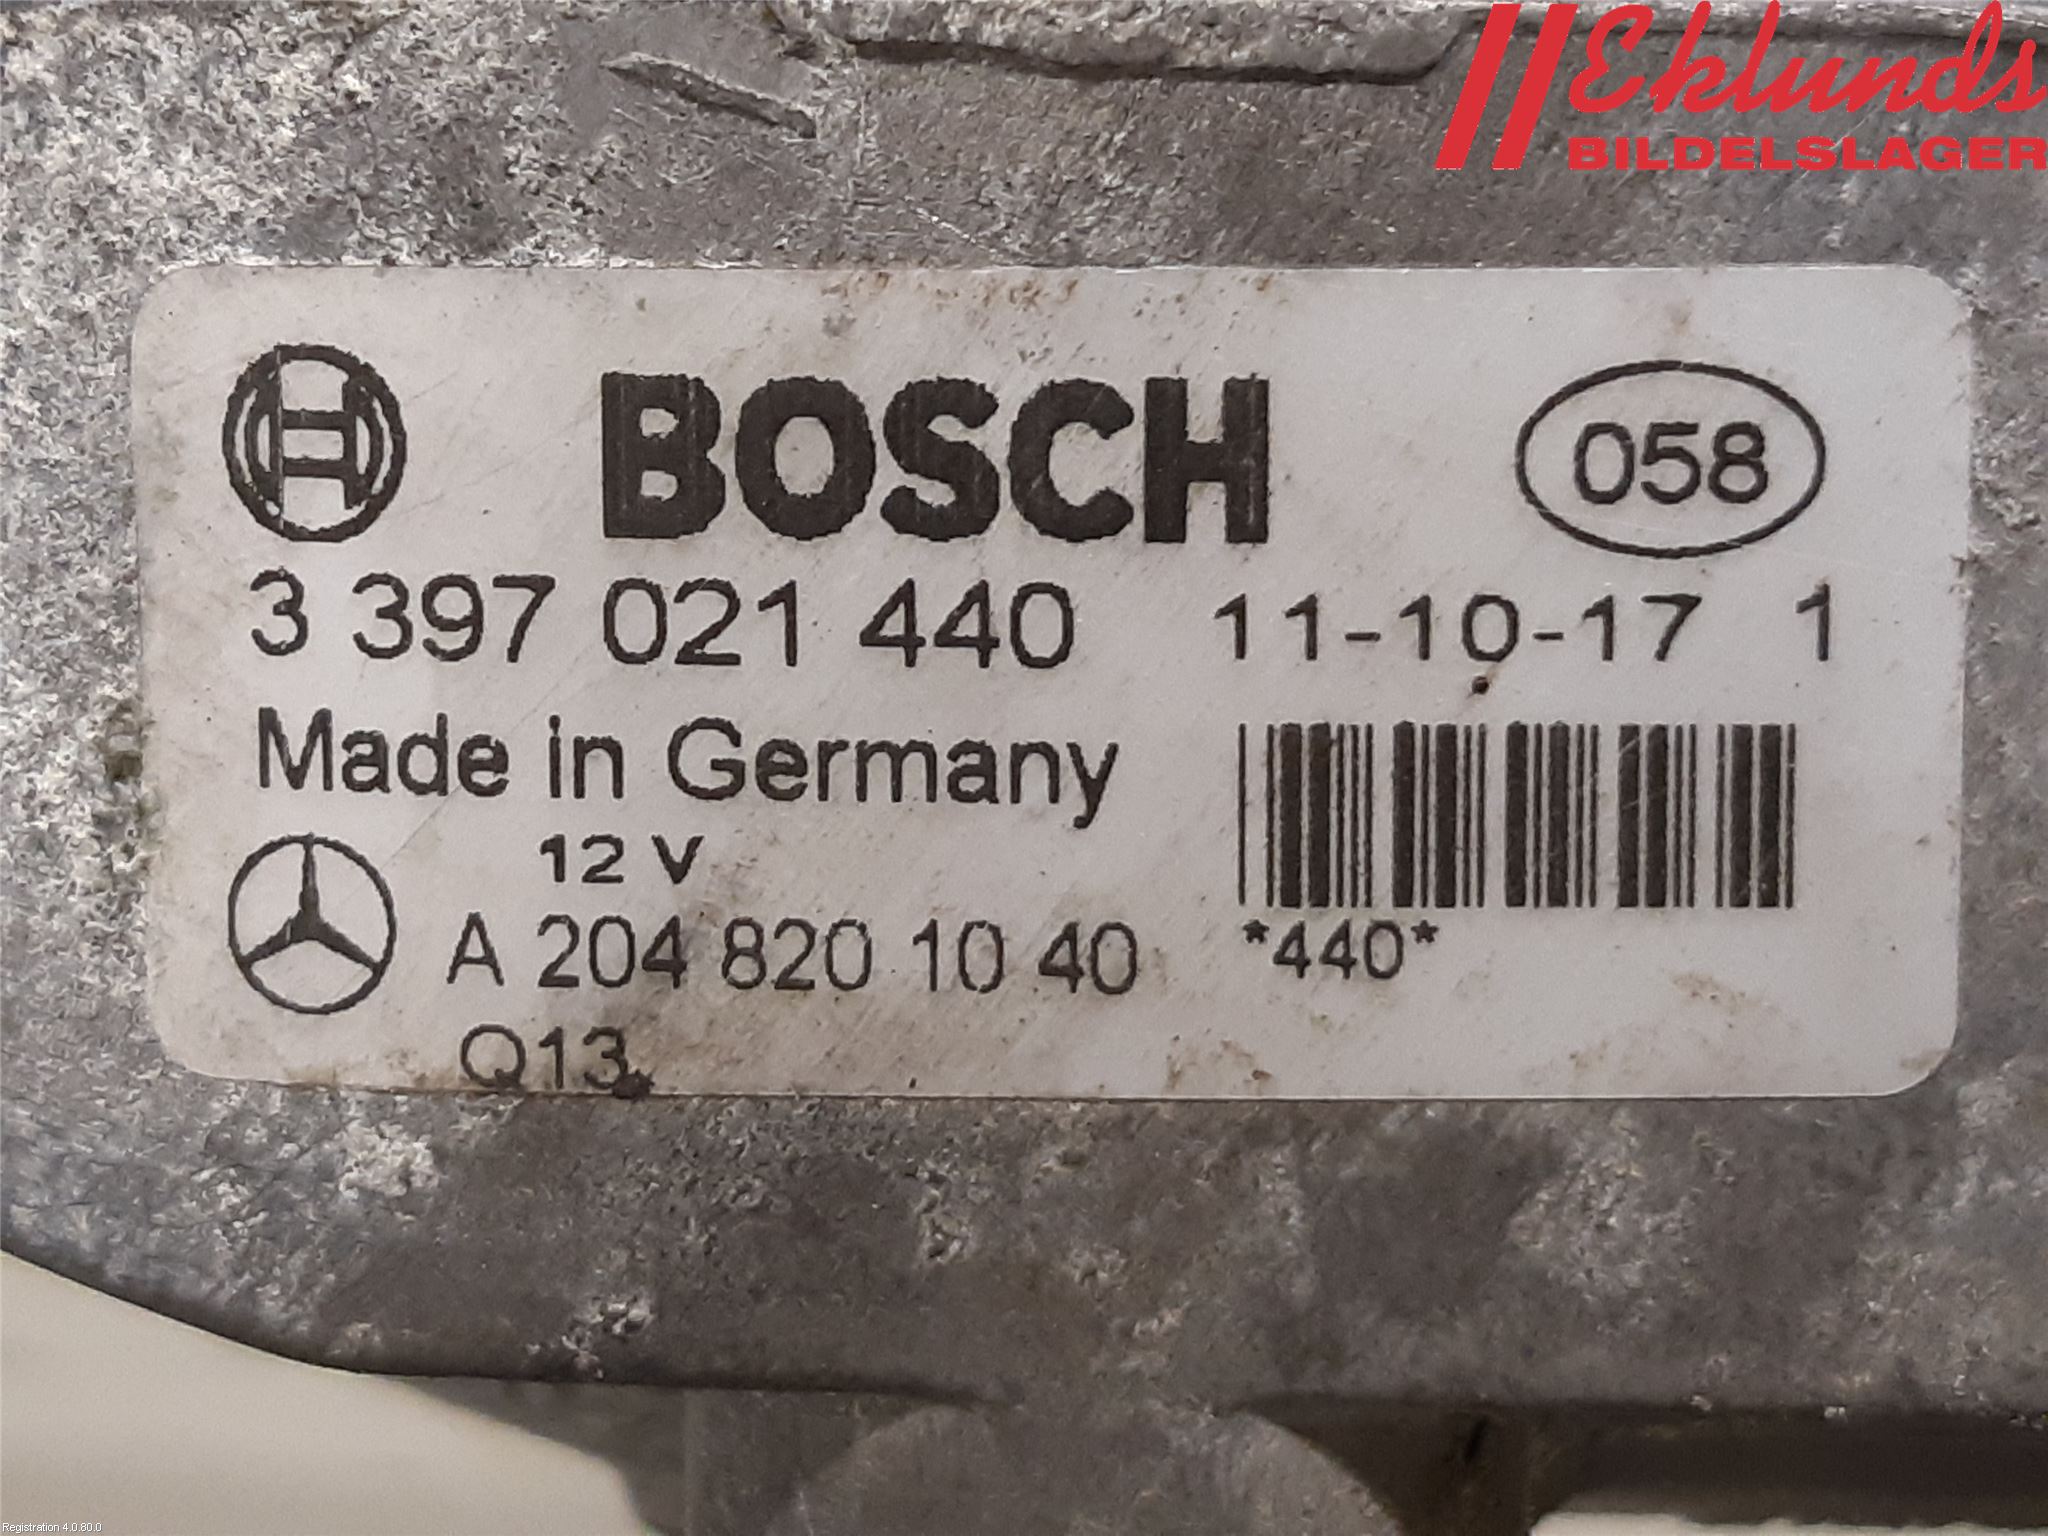 Eklunds
BILDELSLAGER
BOSCH 058
3 397 021 440 11-10-17 1
Made in Germany
12 V
A 204 820 10 40 *440*
Q13
Registration 4.0.80.0